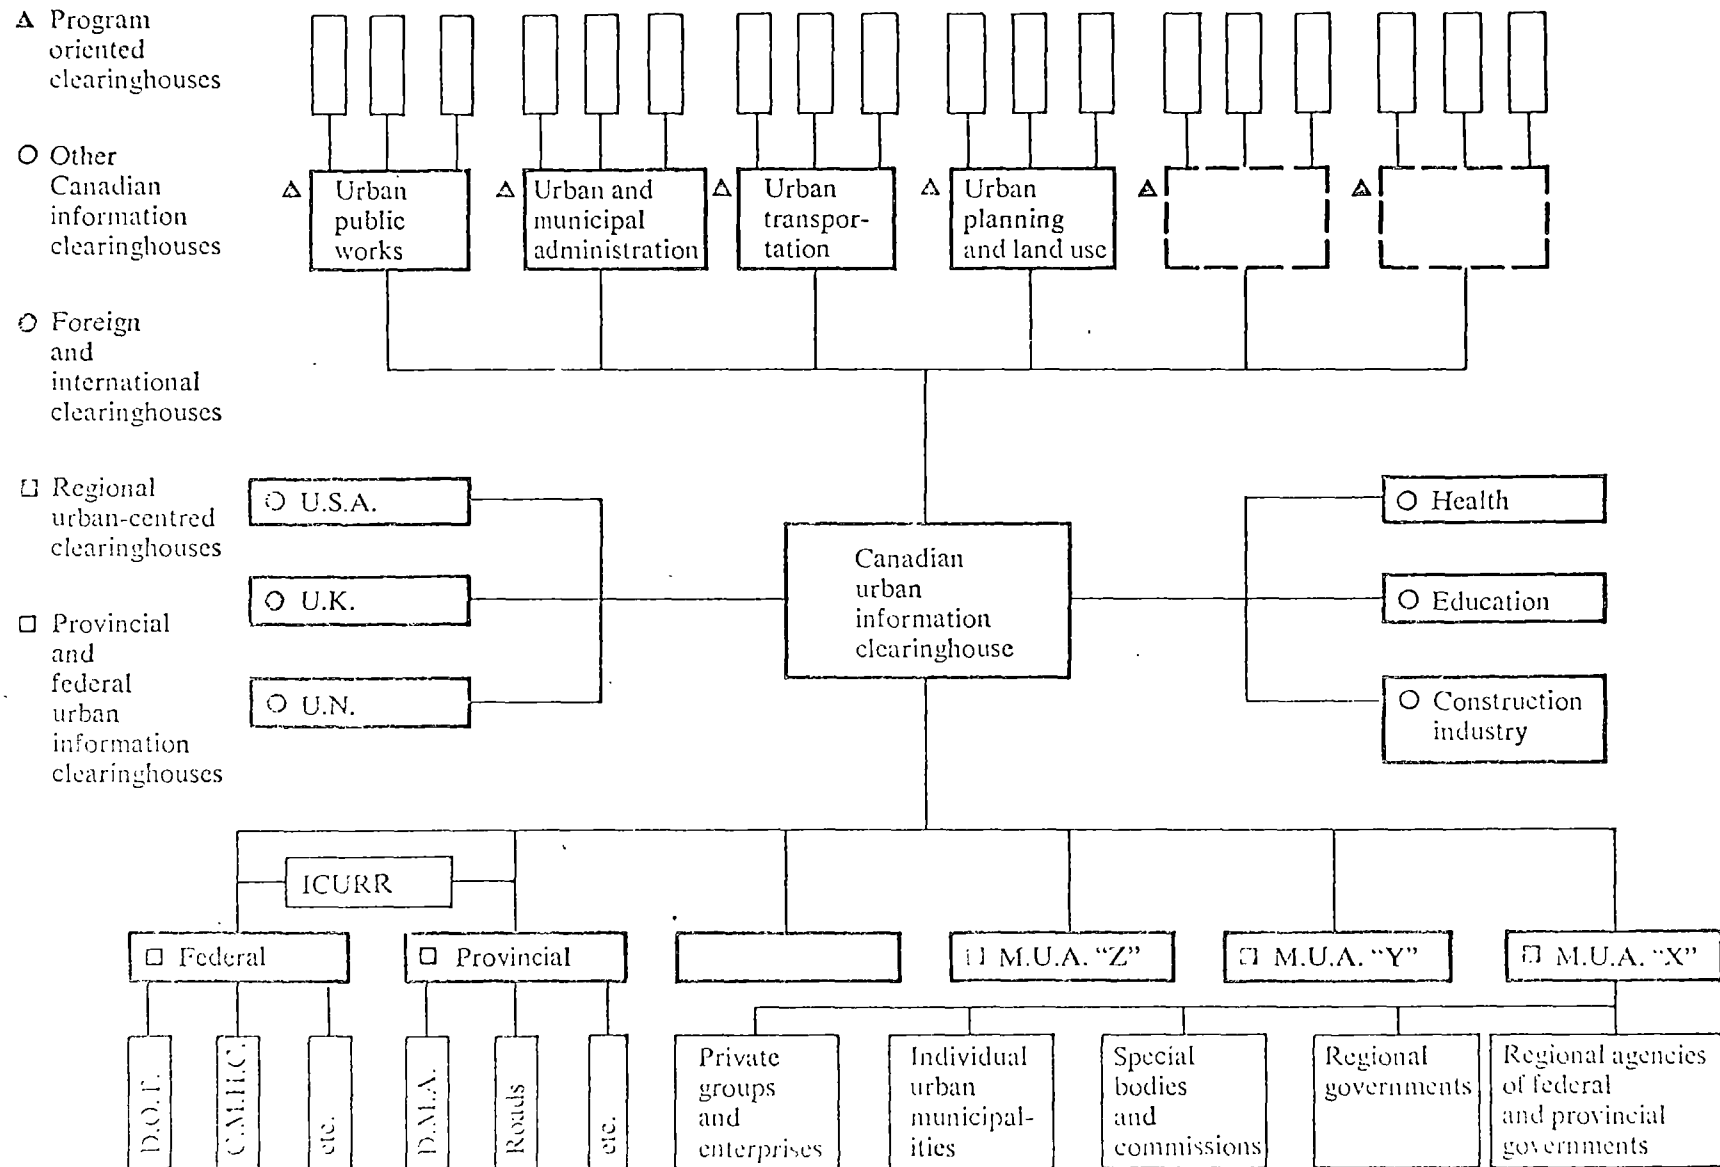 Program
oriented
clearinghouses
Other
Canadian
information
clearinghouses
Foreign
and
international
clearinghouses
Regional
urban-centred
clearinghouses
Provincial
and
federal
urban
information
clearinghouses
Urban
public
works
Urban and
municipal
administration
Urban
transpor-
tation
Urban
planning
and land use
U.S.A.
U.K.
U.N.
Canadian
urban
information
clearinghouse
Health
Education
Construction
industry
ICURR
Federal
Provincial
M.U.A. “Z”
M.U.A. “Y”
M.U.A. “X”
D.O.T.
C.M.H.C.
etc.
D.M.A.
Roads
etc.
Private
groups
and
enterprises
Individual
urban
municipal-
ities
Special
bodies
and
commissions
Regional
governments
Regional agencies
of federal
and provincial
governments